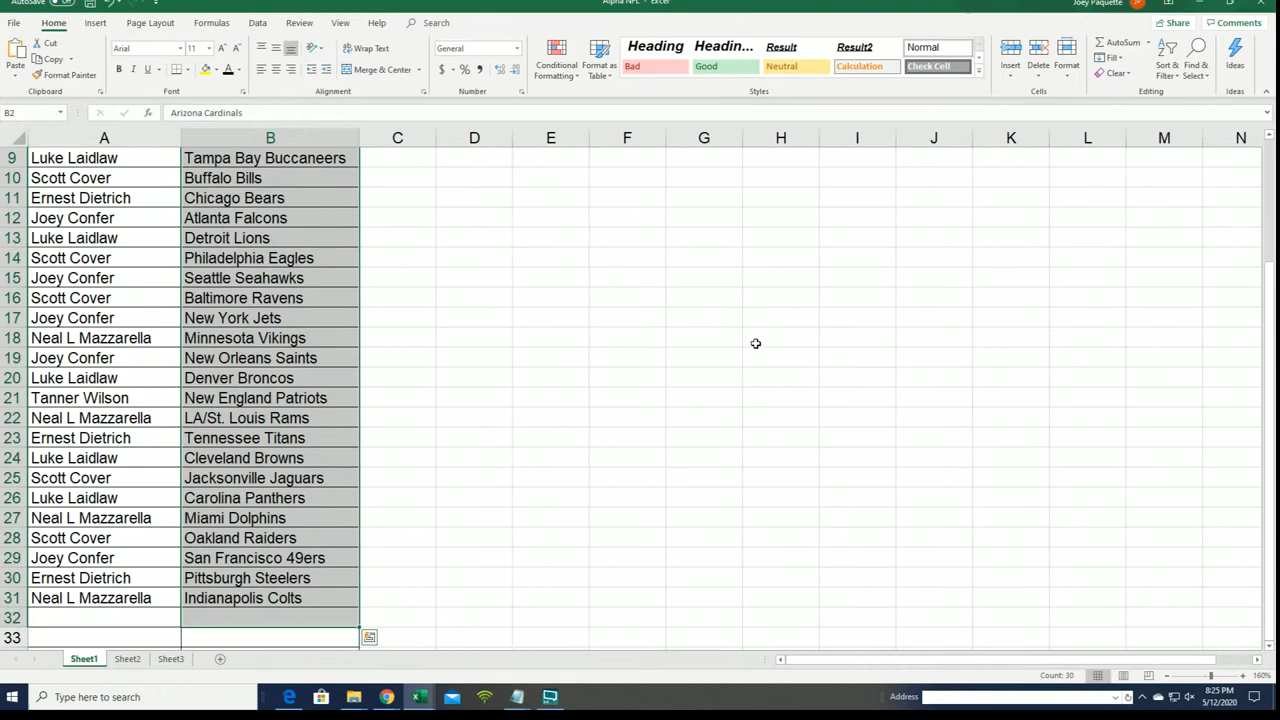 AutoSave Off Alpha NFL - Excel Joey Paquette JP
File Home Insert Page Layout Formulas Data Review View Help Search Share Comments
Paste Cut Copy Format Painter Clipboard
Arial 11 A A B I U A Font
Wrap Text Merge & Center Alignment
General $ % , Number
Conditional Formatting Format as Table
Heading Headin... Result Result2 Normal
Bad Good Neutral Calculation Check Cell
Styles
Insert Delete Format Cells
AutoSum Fill Clear Sort & Filter Find & Select Editing
Ideas Ideas
B2 fx Arizona Cardinals
A B C D E F G H I J K L M N
9 Luke Laidlaw Tampa Bay Buccaneers
10 Scott Cover Buffalo Bills
11 Ernest Dietrich Chicago Bears
12 Joey Confer Atlanta Falcons
13 Luke Laidlaw Detroit Lions
14 Scott Cover Philadelphia Eagles
15 Joey Confer Seattle Seahawks
16 Scott Cover Baltimore Ravens
17 Joey Confer New York Jets
18 Neal L Mazzarella Minnesota Vikings
19 Joey Confer New Orleans Saints
20 Luke Laidlaw Denver Broncos
21 Tanner Wilson New England Patriots
22 Neal L Mazzarella LA/St. Louis Rams
23 Ernest Dietrich Tennessee Titans
24 Luke Laidlaw Cleveland Browns
25 Scott Cover Jacksonville Jaguars
26 Luke Laidlaw Carolina Panthers
27 Neal L Mazzarella Miami Dolphins
28 Scott Cover Oakland Raiders
29 Joey Confer San Francisco 49ers
30 Ernest Dietrich Pittsburgh Steelers
31 Neal L Mazzarella Indianapolis Colts
32
33
Sheet1 Sheet2 Sheet3
Count: 30 160%
Type here to search Address 8:25 PM
5/12/2020